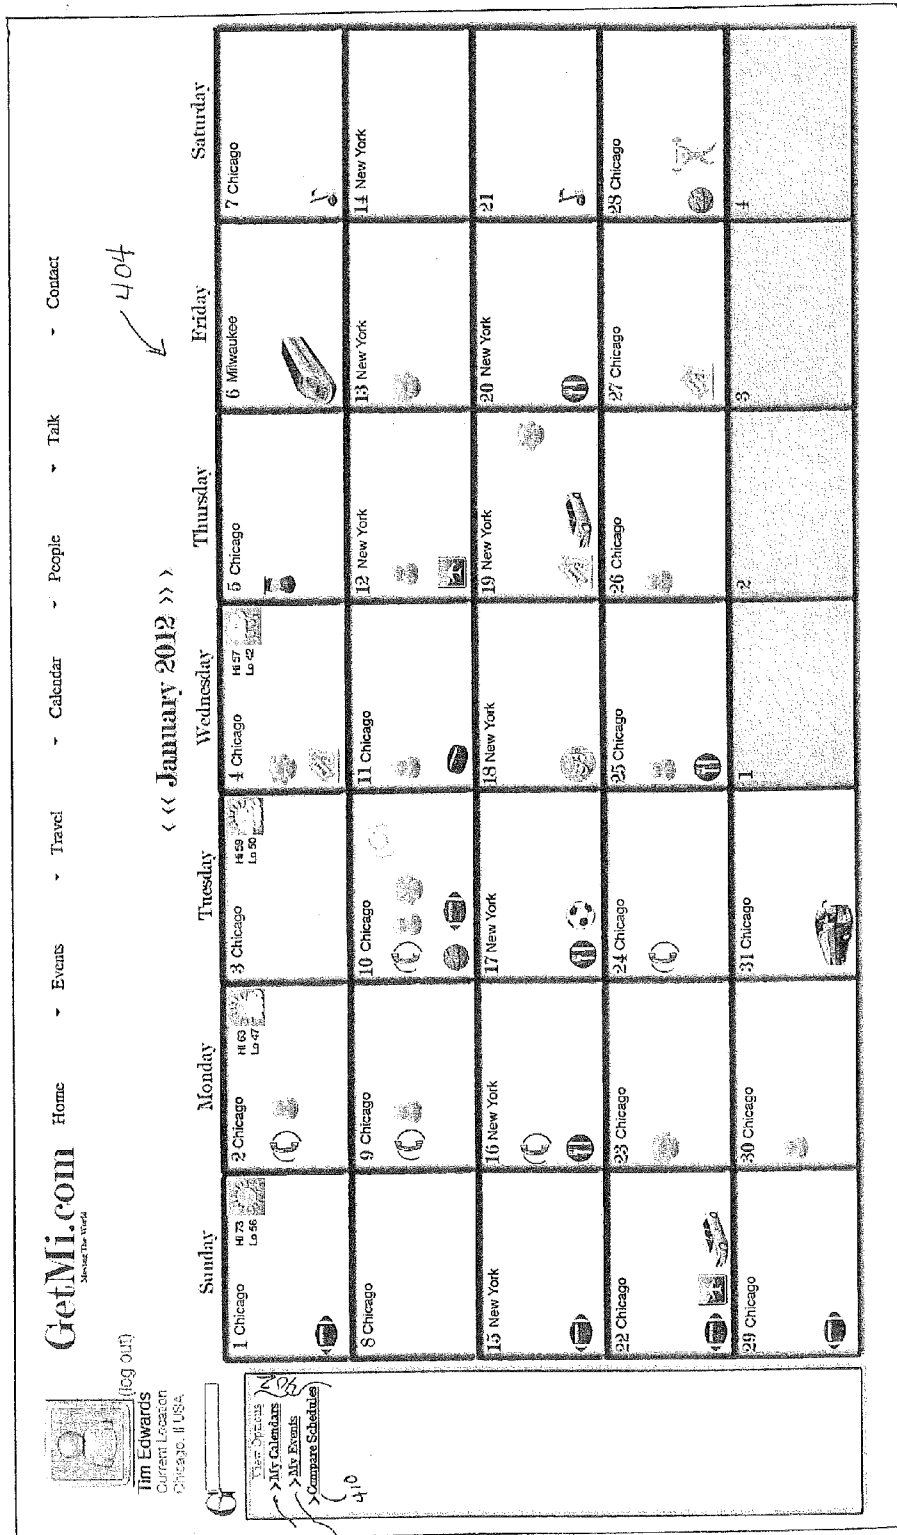 GetMi.com
Moving The World
Home
Events
Travel
Calendar
People
Talk
Contact
(log out)
Tim Edwards
Current Location
Chicago, Il USA
404
< << January 2012 >> >
Sunday Monday Tuesday Wednesday Thursday Friday Saturday
1 Chicago
Hi 73
Lo 56
2 Chicago
Hi 63
Lo 47
3 Chicago
Hi 59
Lo 50
4 Chicago
Hi 57
Lo 42
5 Chicago
6 Milwaukee
7 Chicago
8 Chicago
9 Chicago
10 Chicago
11 Chicago
12 New York
13 New York
14 New York
15 New York
16 New York
17 New York
18 New York
19 New York
20 New York
21
22 Chicago
23 Chicago
24 Chicago
25 Chicago
26 Chicago
27 Chicago
28 Chicago
29 Chicago
30 Chicago
31 Chicago
1
2
3
4
G
View Options
>My Calendars
>My Events
>Compare Schedules
410